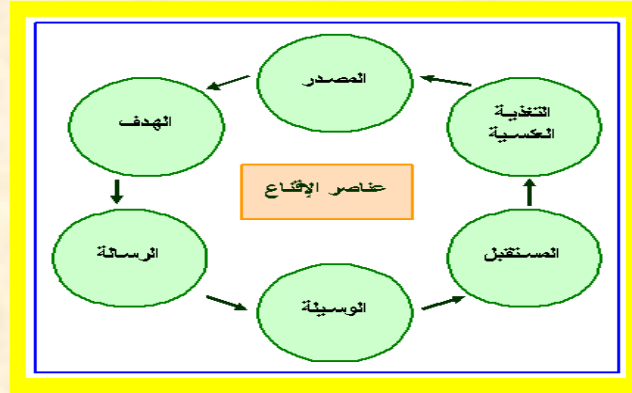 المصدر
التغذية
العكسية
الهدف
عناصر الإقناع
المستقبل
الرسالة
الوسيلة